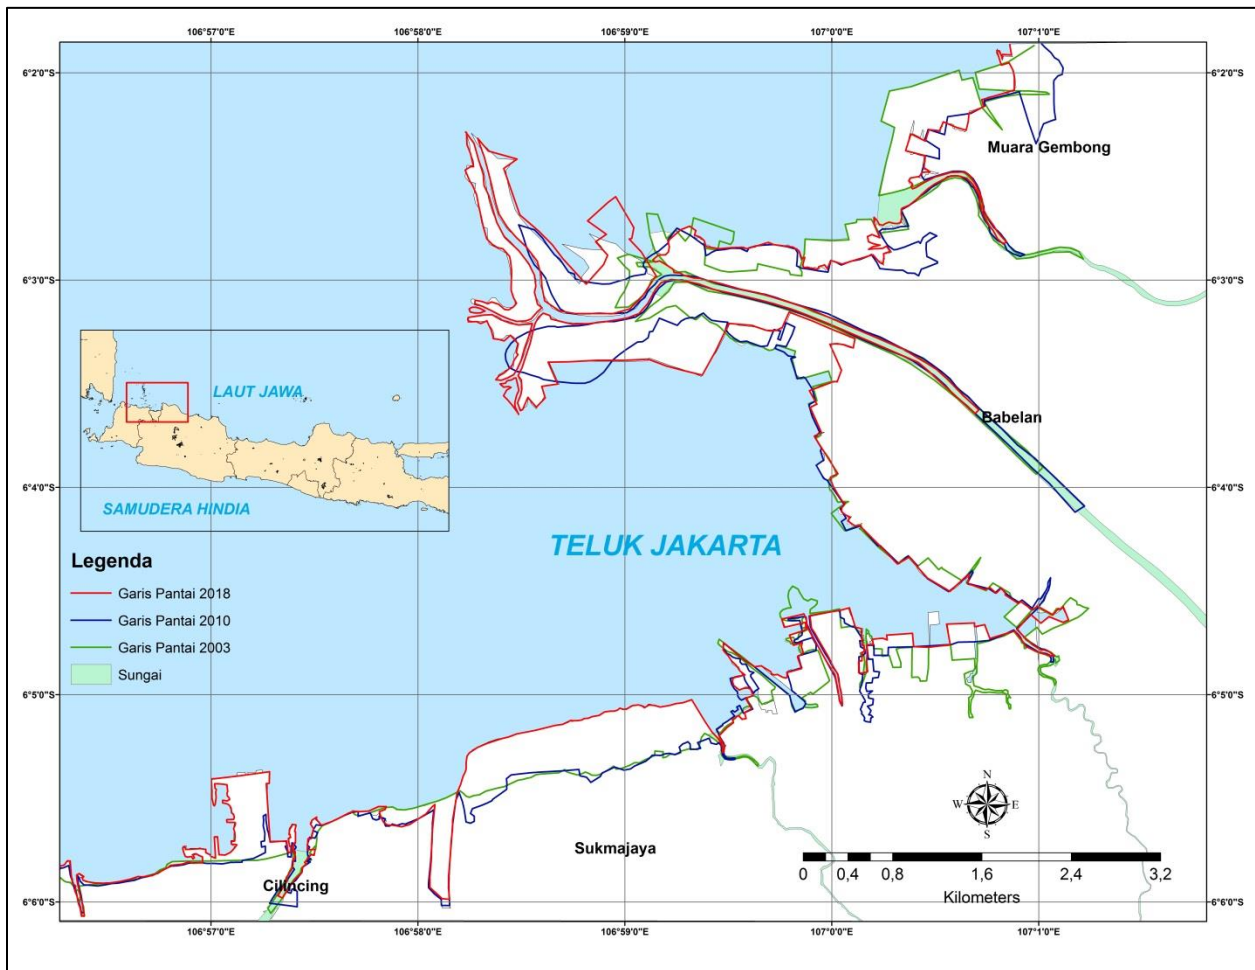 106°57'0"E 106°58'0"E 106°59'0"E 107°0'0"E 107°1'0"E
6°2'0"S 6°2'0"S
Muara Gembong
6°3'0"S 6°3'0"S
LAUT JAWA
Babelan
6°4'0"S 6°4'0"S
SAMUDERA HINDIA
TELUK JAKARTA
Legenda
Garis Pantai 2018
Garis Pantai 2010
Garis Pantai 2003
Sungai
6°5'0"S 6°5'0"S
N
W E
S
Sukmajaya
Cilincing
0 0,4 0,8 1,6 2,4 3,2
Kilometers
6°6'0"S 6°6'0"S
106°57'0"E 106°58'0"E 106°59'0"E 107°0'0"E 107°1'0"E